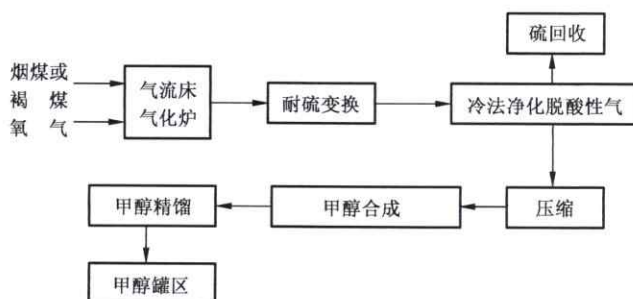 硫回收
烟煤或
褐煤
氧气
气流床
气化炉
耐硫变换
冷法净化脱酸性气
甲醇精馏
甲醇合成
压缩
甲醇罐区